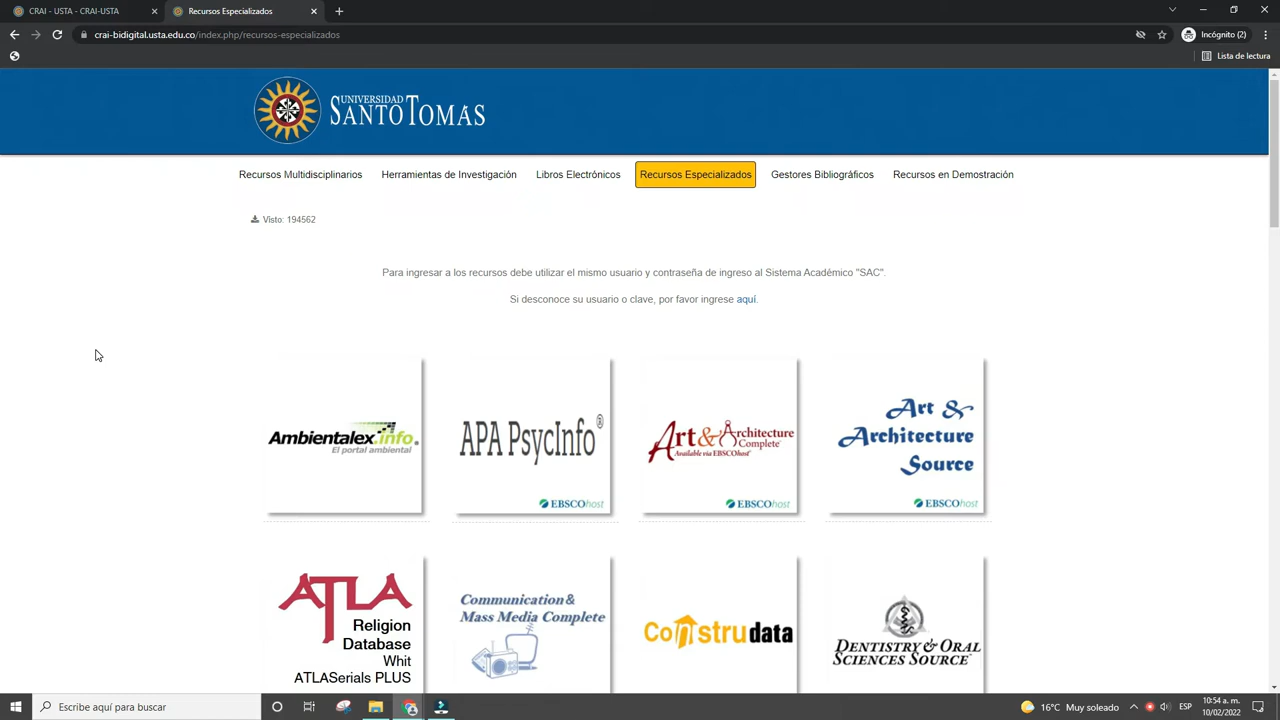 CRAI - USTA - CRAI-USTA
Recursos Especializados
crai-bidigital.usta.edu.co/index.php/recursos-especializados
Incógnito (2)
Lista de lectura
UNIVERSIDAD
SANTO TOMÁS
Recursos Multidisciplinarios
Herramientas de Investigación
Libros Electrónicos
Recursos Especializados
Gestores Bibliográficos
Recursos en Demostración
Visto: 194562
Para ingresar a los recursos debe utilizar el mismo usuario y contraseña de ingreso al Sistema Académico "SAC".
Si desconoce su usuario o clave, por favor ingrese aquí.
Ambientalex.info®
El portal ambiental
APA PsycInfo®
EBSCOhost
Art & Architecture
Complete
Available via EBSCOhost
EBSCOhost
Art &
Architecture
Source
EBSCOhost
ATLA
Religion
Database
Whit
ATLASerials PLUS
Communication &
Mass Media Complete
Construdata
DENTISTRY & ORAL
SCIENCES SOURCE
Escribe aquí para buscar
16°C Muy soleado
ESP
10:54 a. m.
10/02/2022